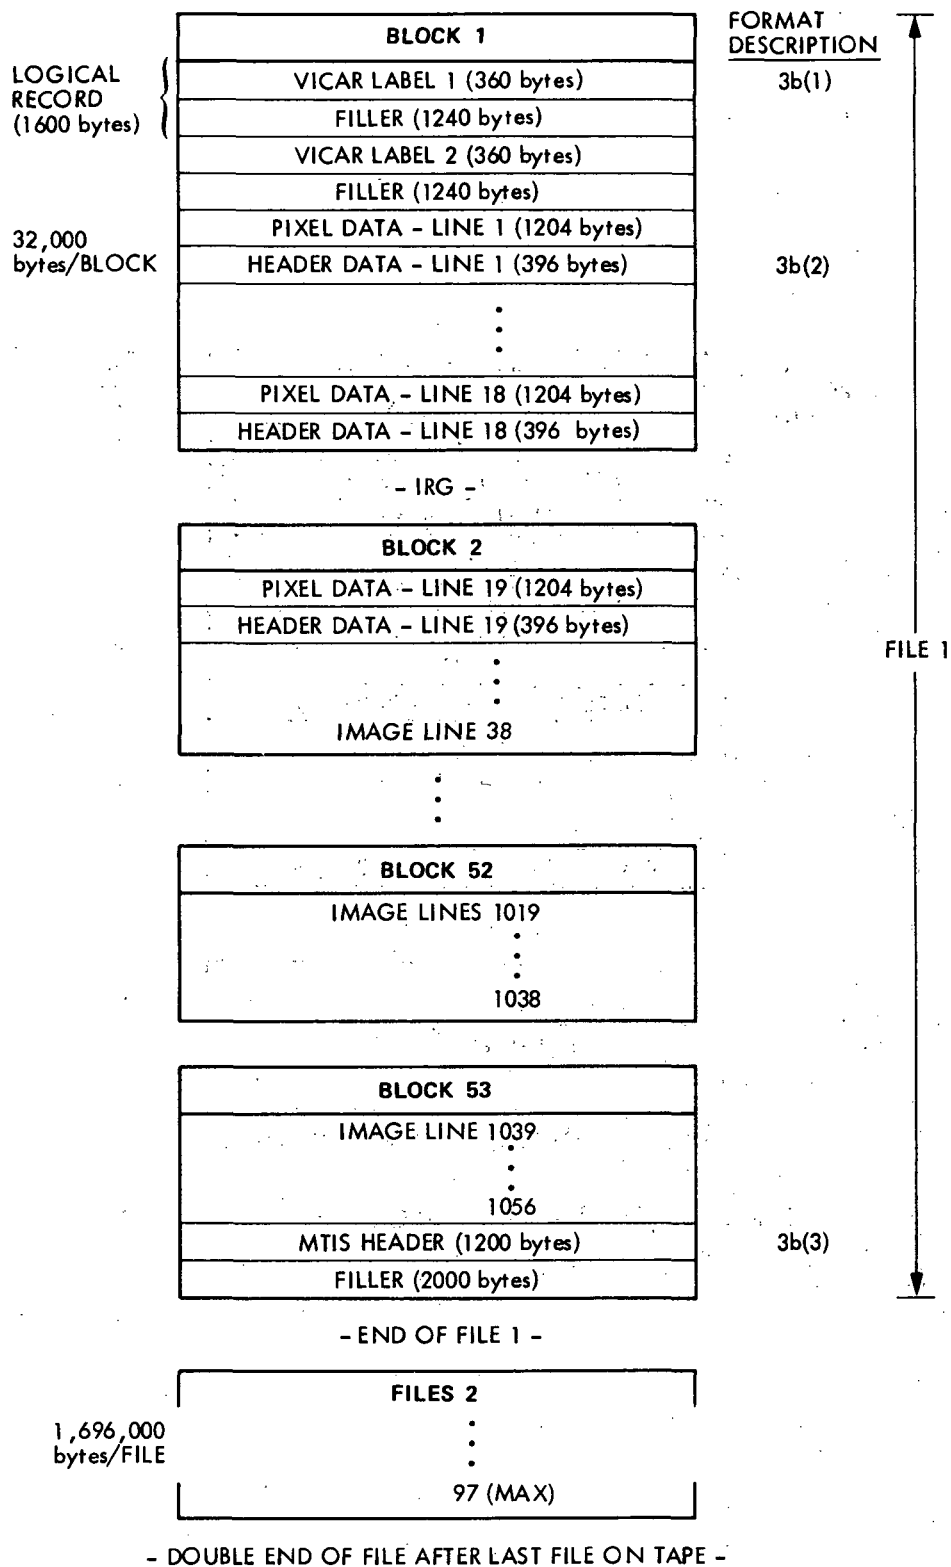 BLOCK 1
FORMAT
DESCRIPTION
LOGICAL
RECORD
(1600 bytes)
VICAR LABEL 1 (360 bytes)
3b(1)
FILLER (1240 bytes)
VICAR LABEL 2 (360 bytes)
FILLER (1240 bytes)
32,000
bytes/BLOCK
PIXEL DATA - LINE 1 (1204 bytes)
HEADER DATA - LINE 1 (396 bytes)
3b(2)
PIXEL DATA - LINE 18 (1204 bytes)
HEADER DATA - LINE 18 (396 bytes)
- IRG -
BLOCK 2
PIXEL DATA - LINE 19 (1204 bytes)
HEADER DATA - LINE 19 (396 bytes)
FILE 1
IMAGE LINE 38
BLOCK 52
IMAGE LINES 1019
1038
BLOCK 53
IMAGE LINE 1039
1056
MTIS HEADER (1200 bytes)
3b(3)
FILLER (2000 bytes)
- END OF FILE 1 -
FILES 2
1,696,000
bytes/FILE
97 (MAX)
- DOUBLE END OF FILE AFTER LAST FILE ON TAPE -